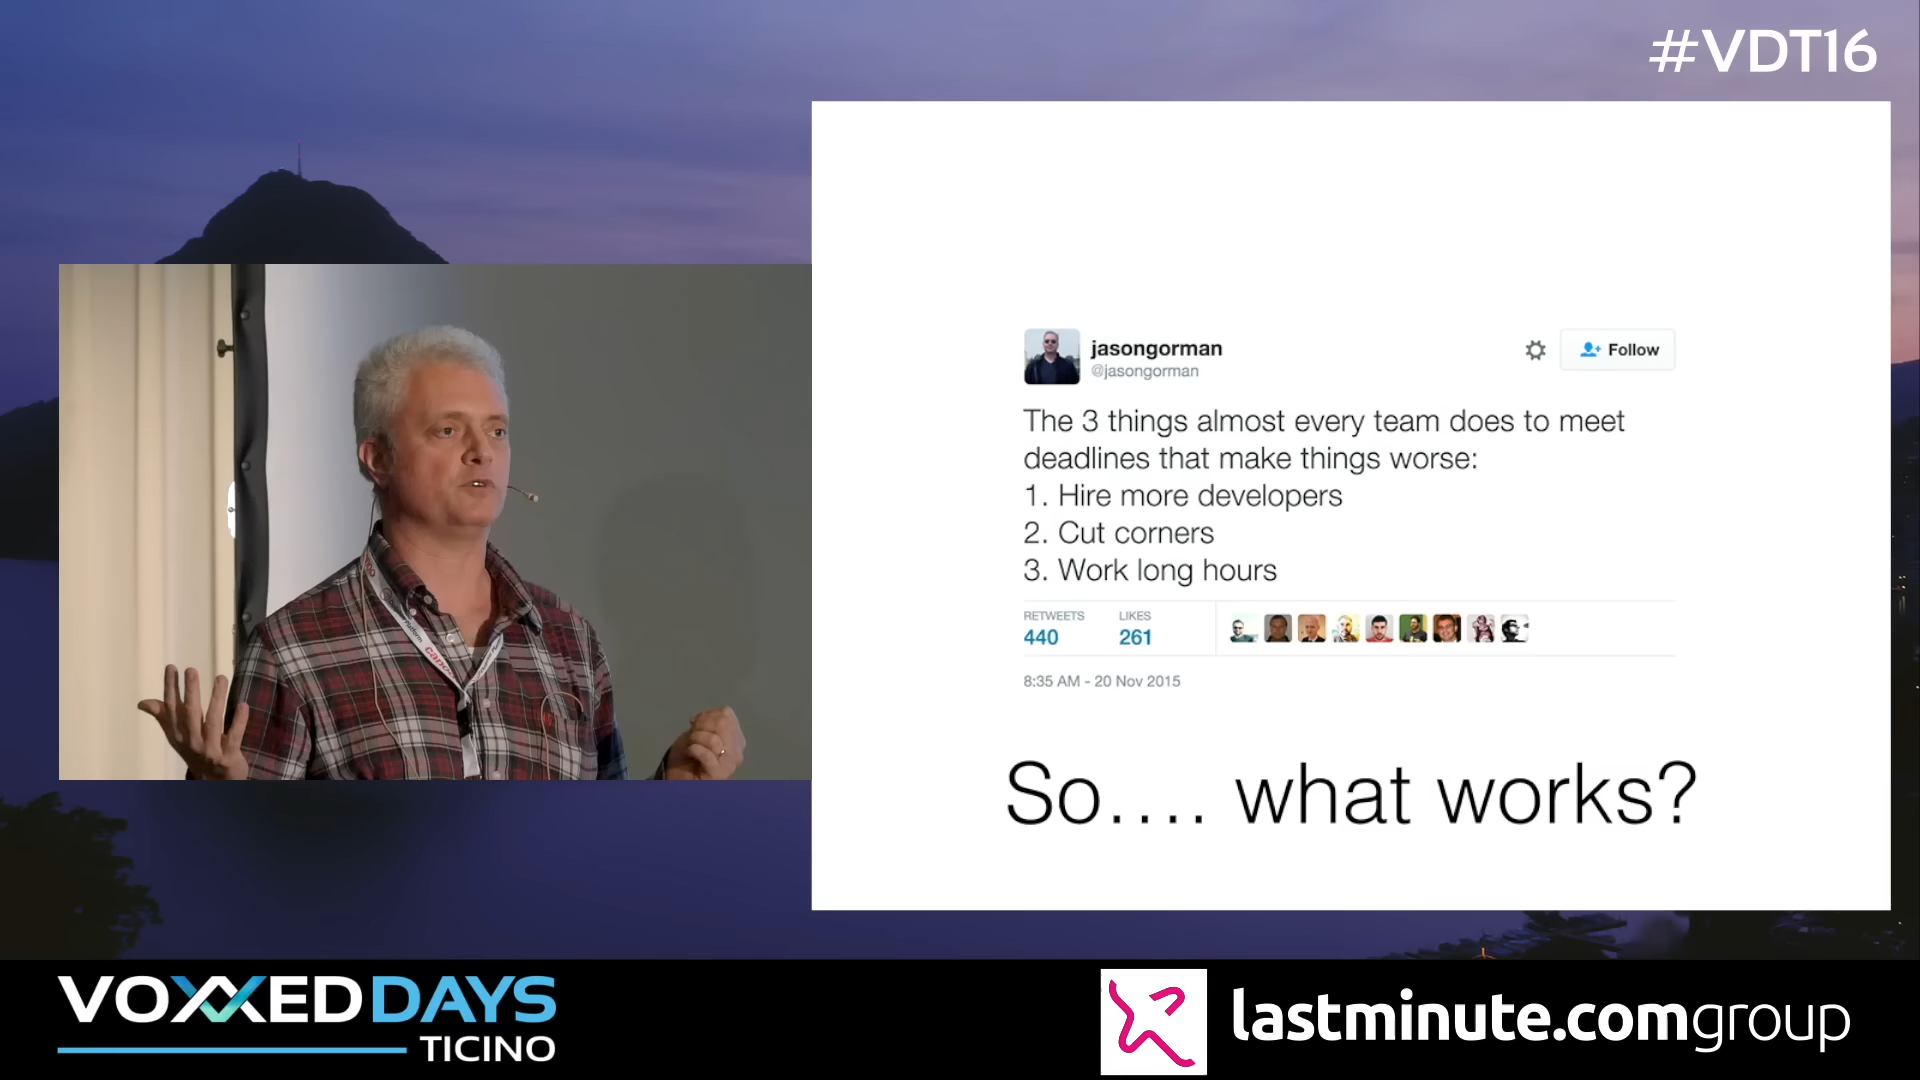 #VDT16
jasongorman
@jasongorman
Follow
The 3 things almost every team does to meet
deadlines that make things worse:
1. Hire more developers
2. Cut corners
3. Work long hours
RETWEETS
LIKES
440
261
8:35 AM - 20 Nov 2015
So.... what works?
VOXXED DAYS
TICINO
lastminute.comgroup